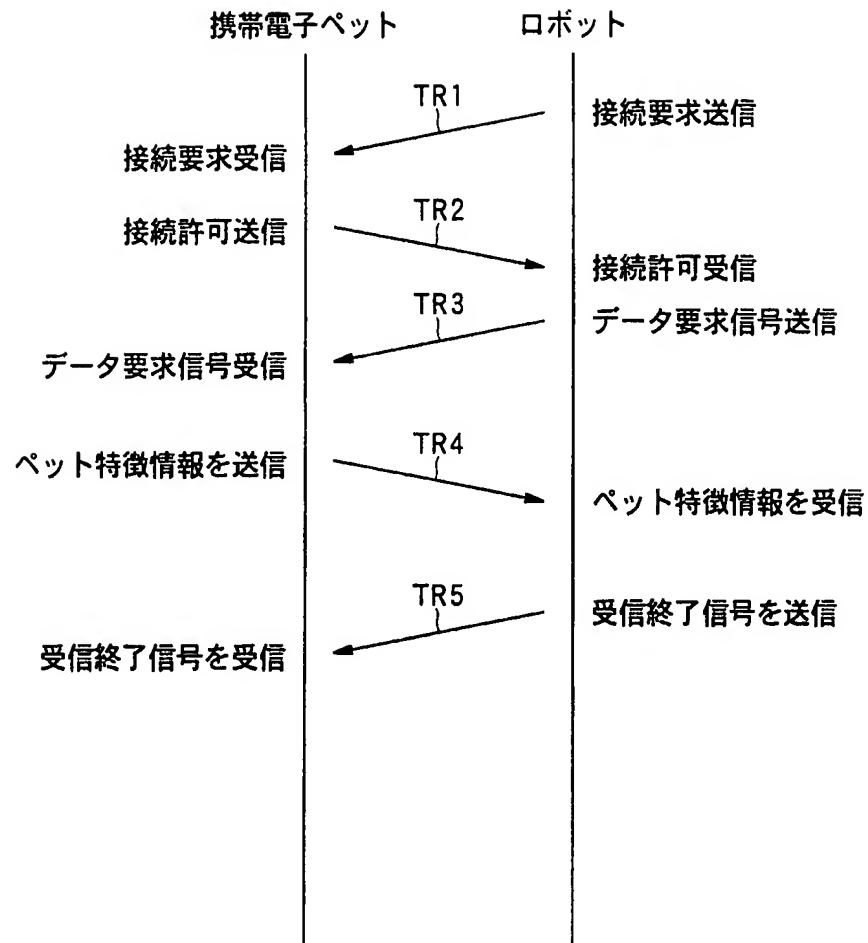 携帯電子ペット
ロボット
TR1
接続要求送信
接続要求受信
TR2
接続許可送信
接続許可受信
TR3
データ要求信号送信
データ要求信号受信
TR4
ペット特徴情報を送信
ペット特徴情報を受信
TR5
受信終了信号を送信
受信終了信号を受信